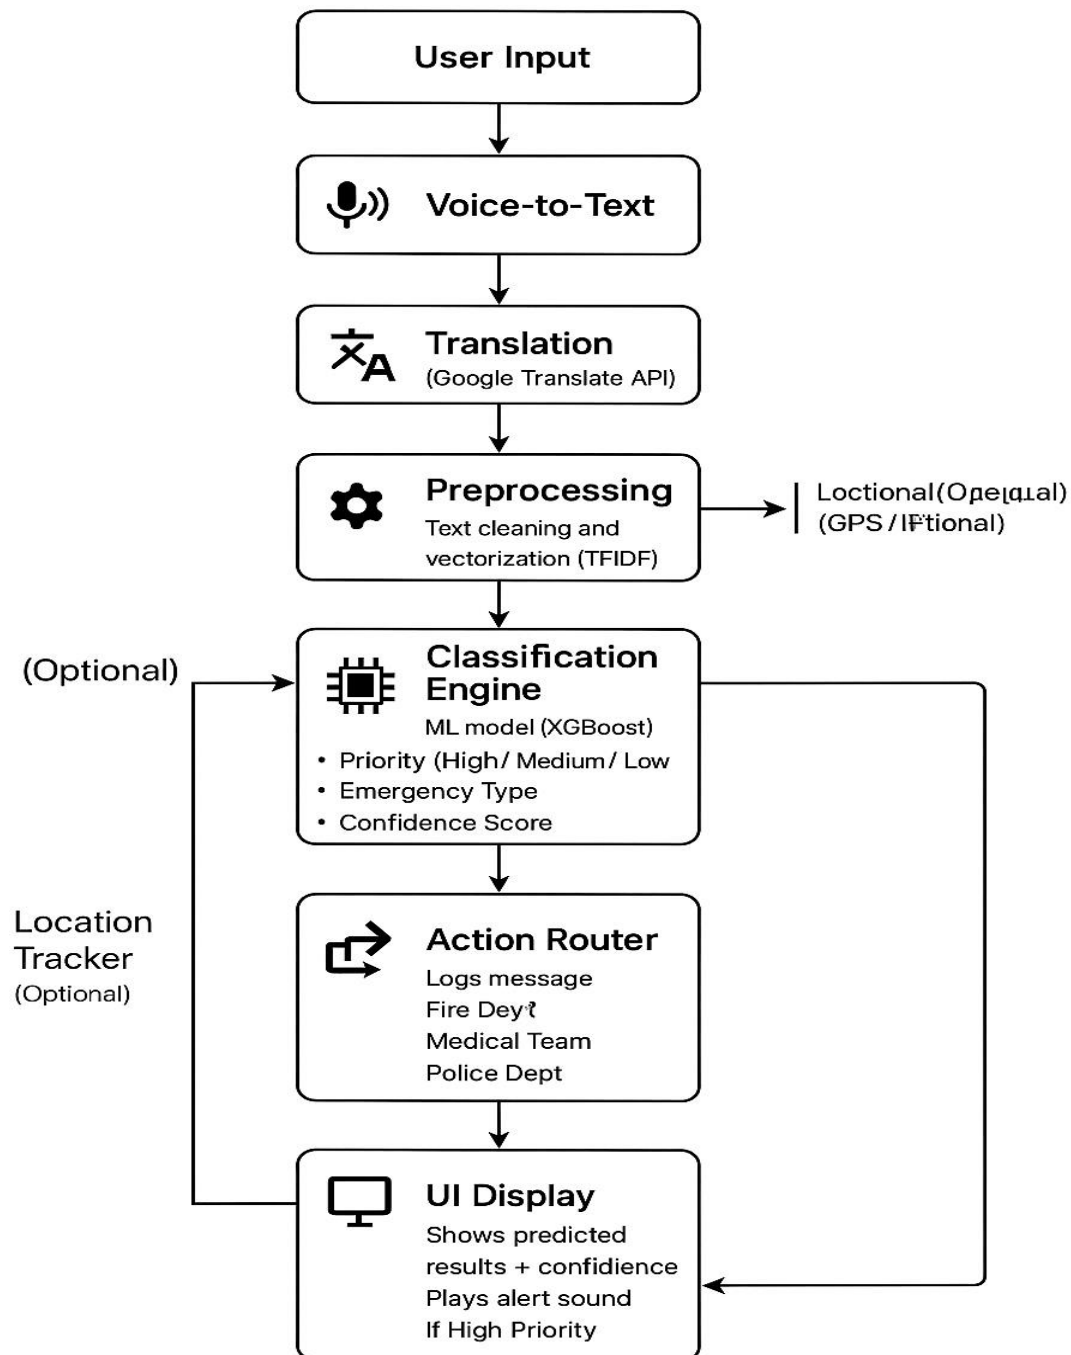 User Input
Voice-to-Text
Translation
(Google Translate API)
Preprocessing
Text cleaning and
vectorization (TFIDF)
Loctional
(GPS /
(Optional)
Classification
Engine
ML model (XGBoost)
• Priority (High/ Medium/ Low
• Emergency Type
• Confidence Score
Location
Tracker
(Optional)
Action Router
Logs message
Fire
Medical Team
Police Dept
UI Display
Shows predicted
results + confidience
Plays alert sound
If High Priority